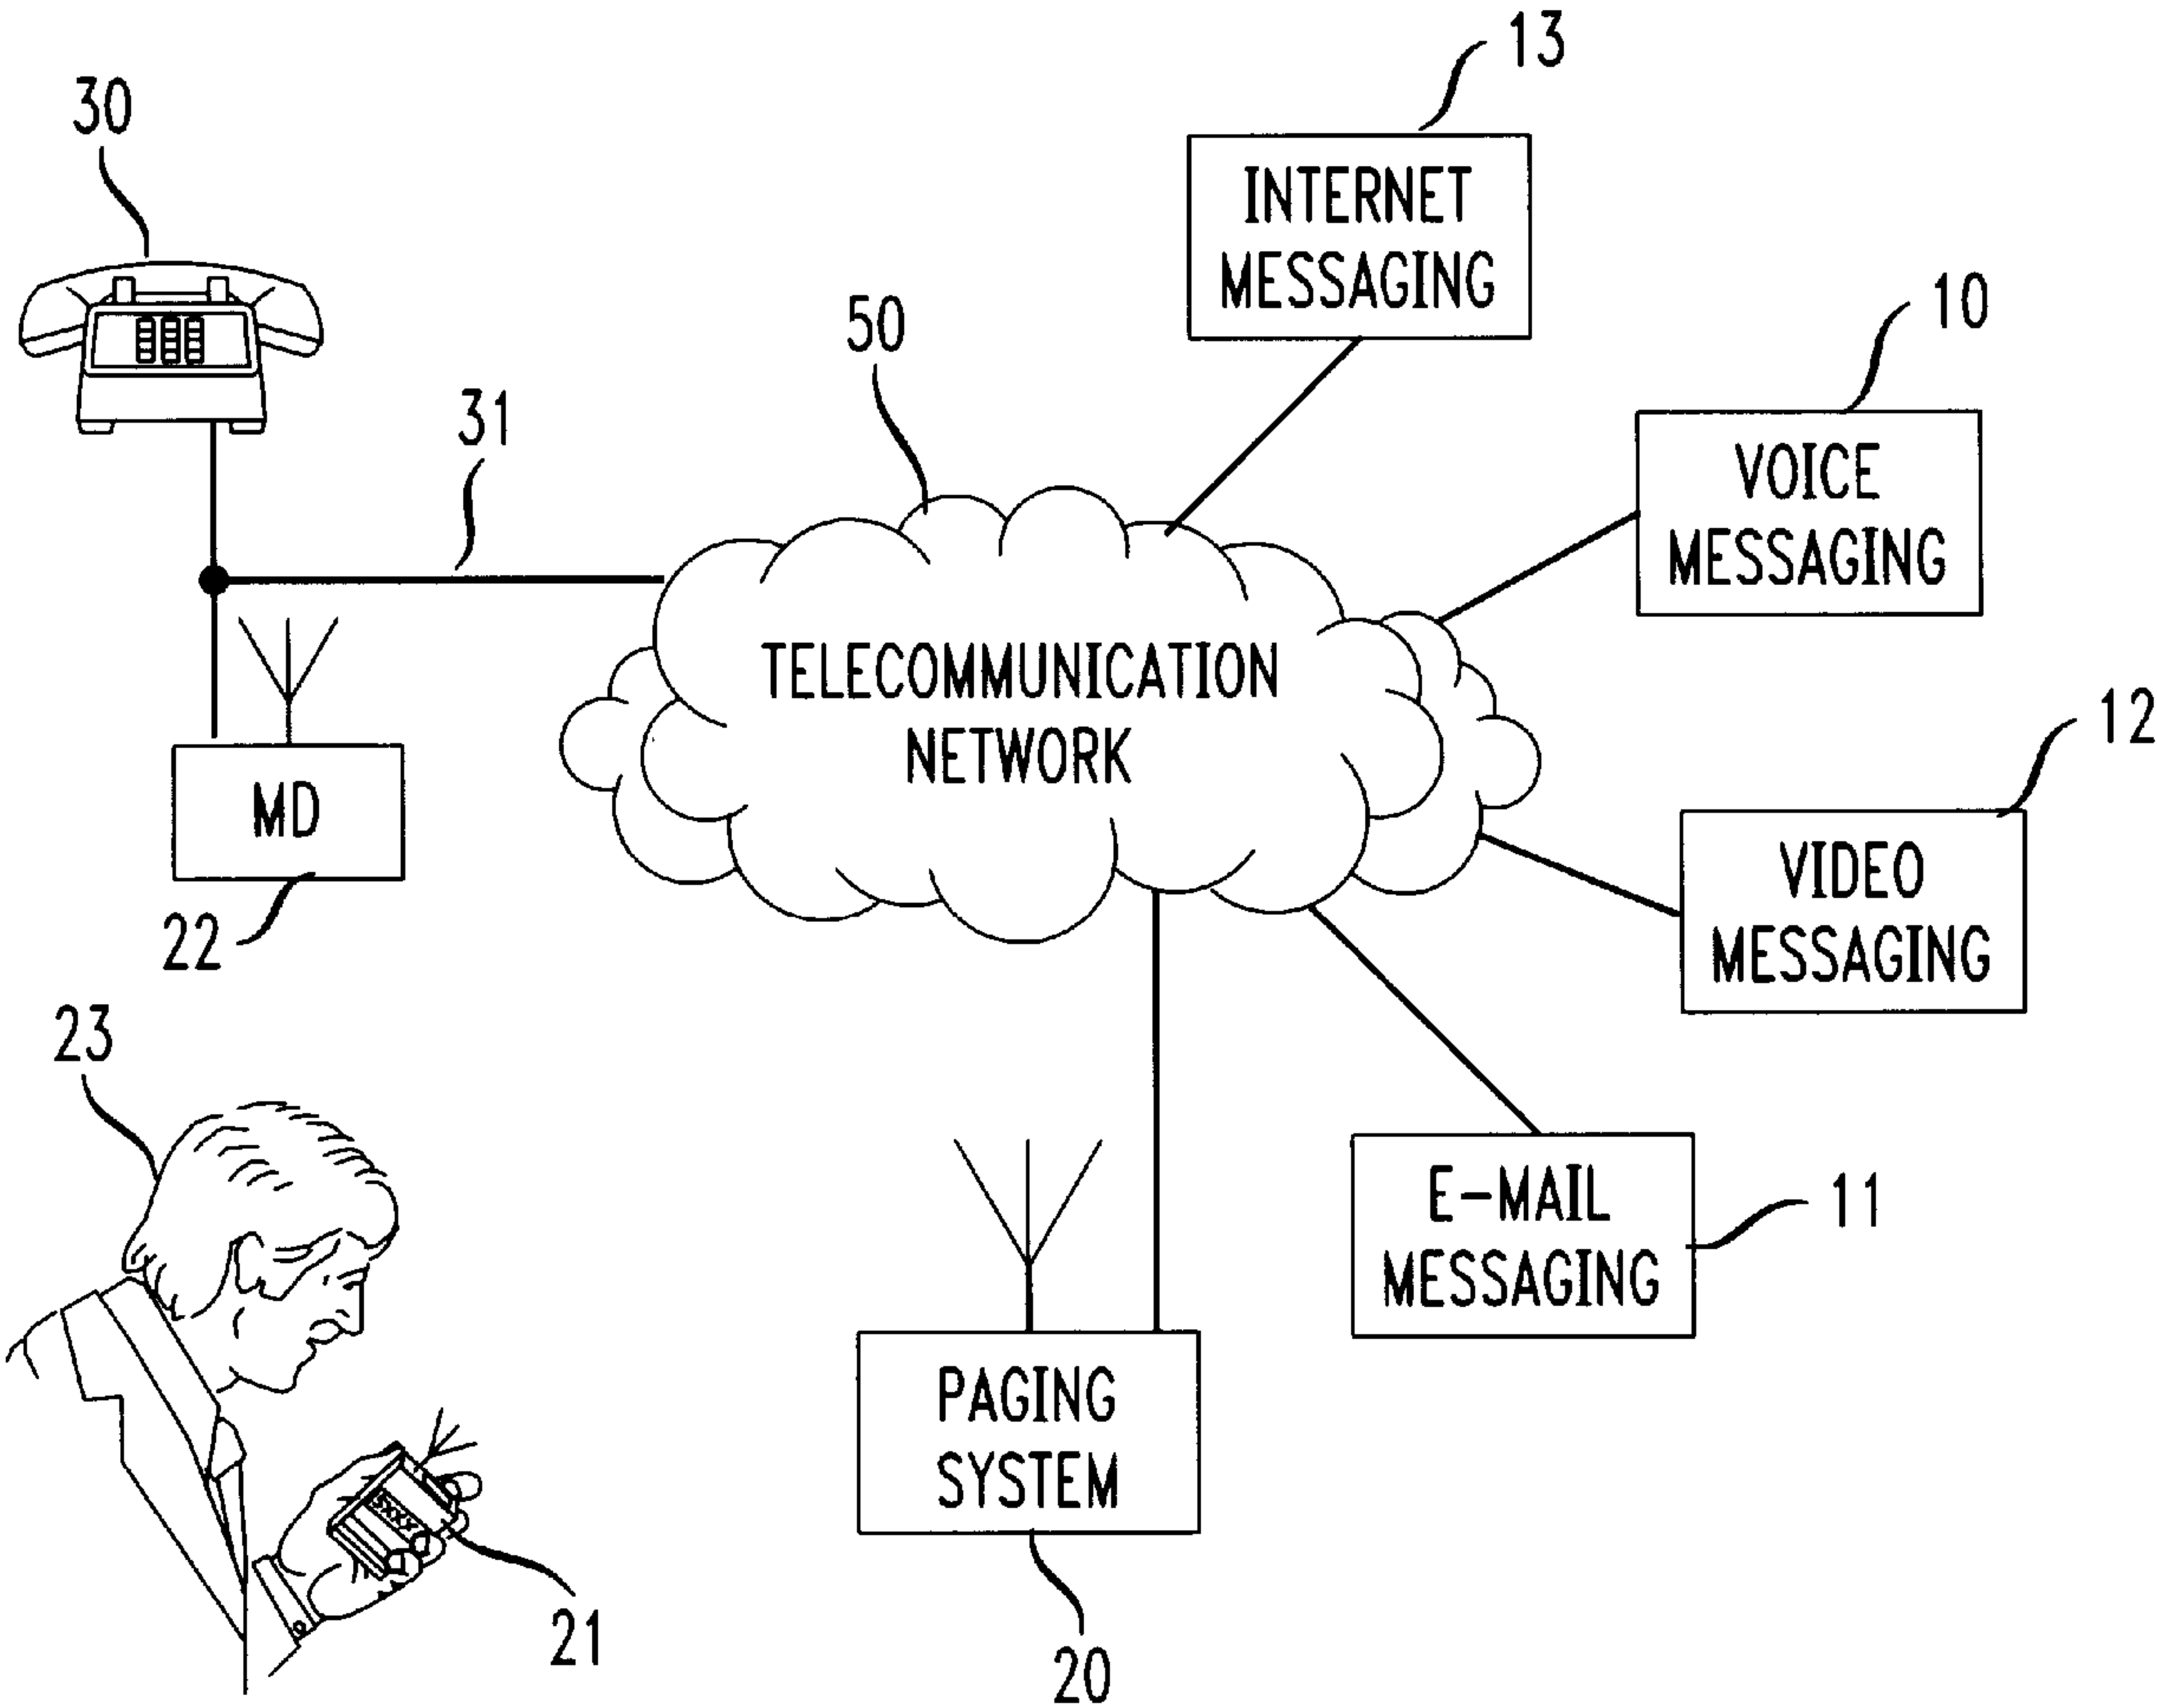 13
30
INTERNET
MESSAGING
10
50
31
VOICE
MESSAGING
TELECOMMUNICATION
NETWORK
12
MD
VIDEO
MESSAGING
22
23
E-MAIL
MESSAGING
11
PAGING
SYSTEM
21
20